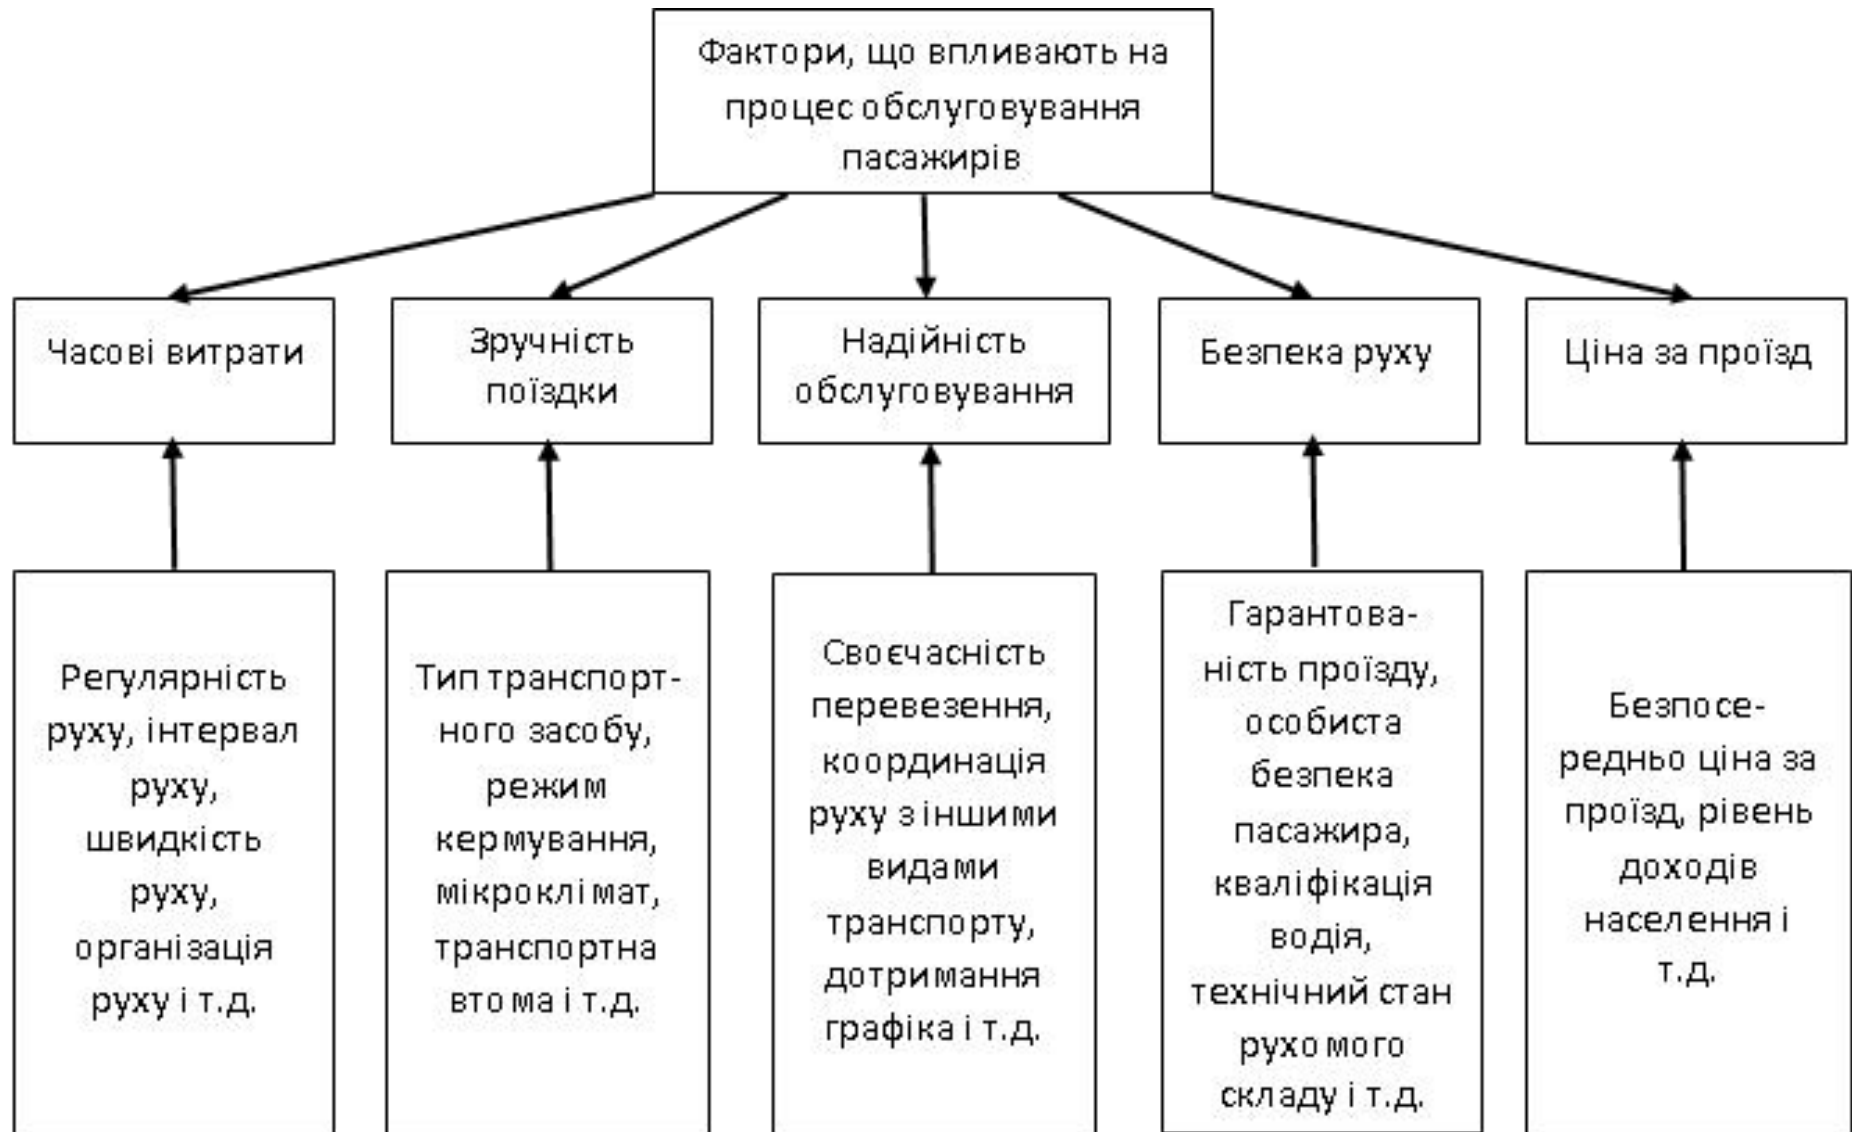 Фактори, що впливають на
процес обслуговування
пасажирів
Часові витрати
Зручність
поїздки
Надійність
обслуговування
Безпека руху
Ціна за проїзд
Регулярність
руху, інтервал
руху,
швидкість
руху,
організація
руху і т.д.
Тип транспорт-
ного засобу,
режим
кермування,
мікроклімат,
транспортна
втома і т.д.
Своєчасність
перевезення,
координація
руху з іншими
видами
транспорту,
дотримання
графіка і т.д.
Гарантова-
ність проїзду,
особиста
безпека
пасажира,
кваліфікація
водія,
технічний стан
рухомого
складу і т.д.
Безпосе-
редньо ціна за
проїзд, рівень
доходів
населення і
т.д.